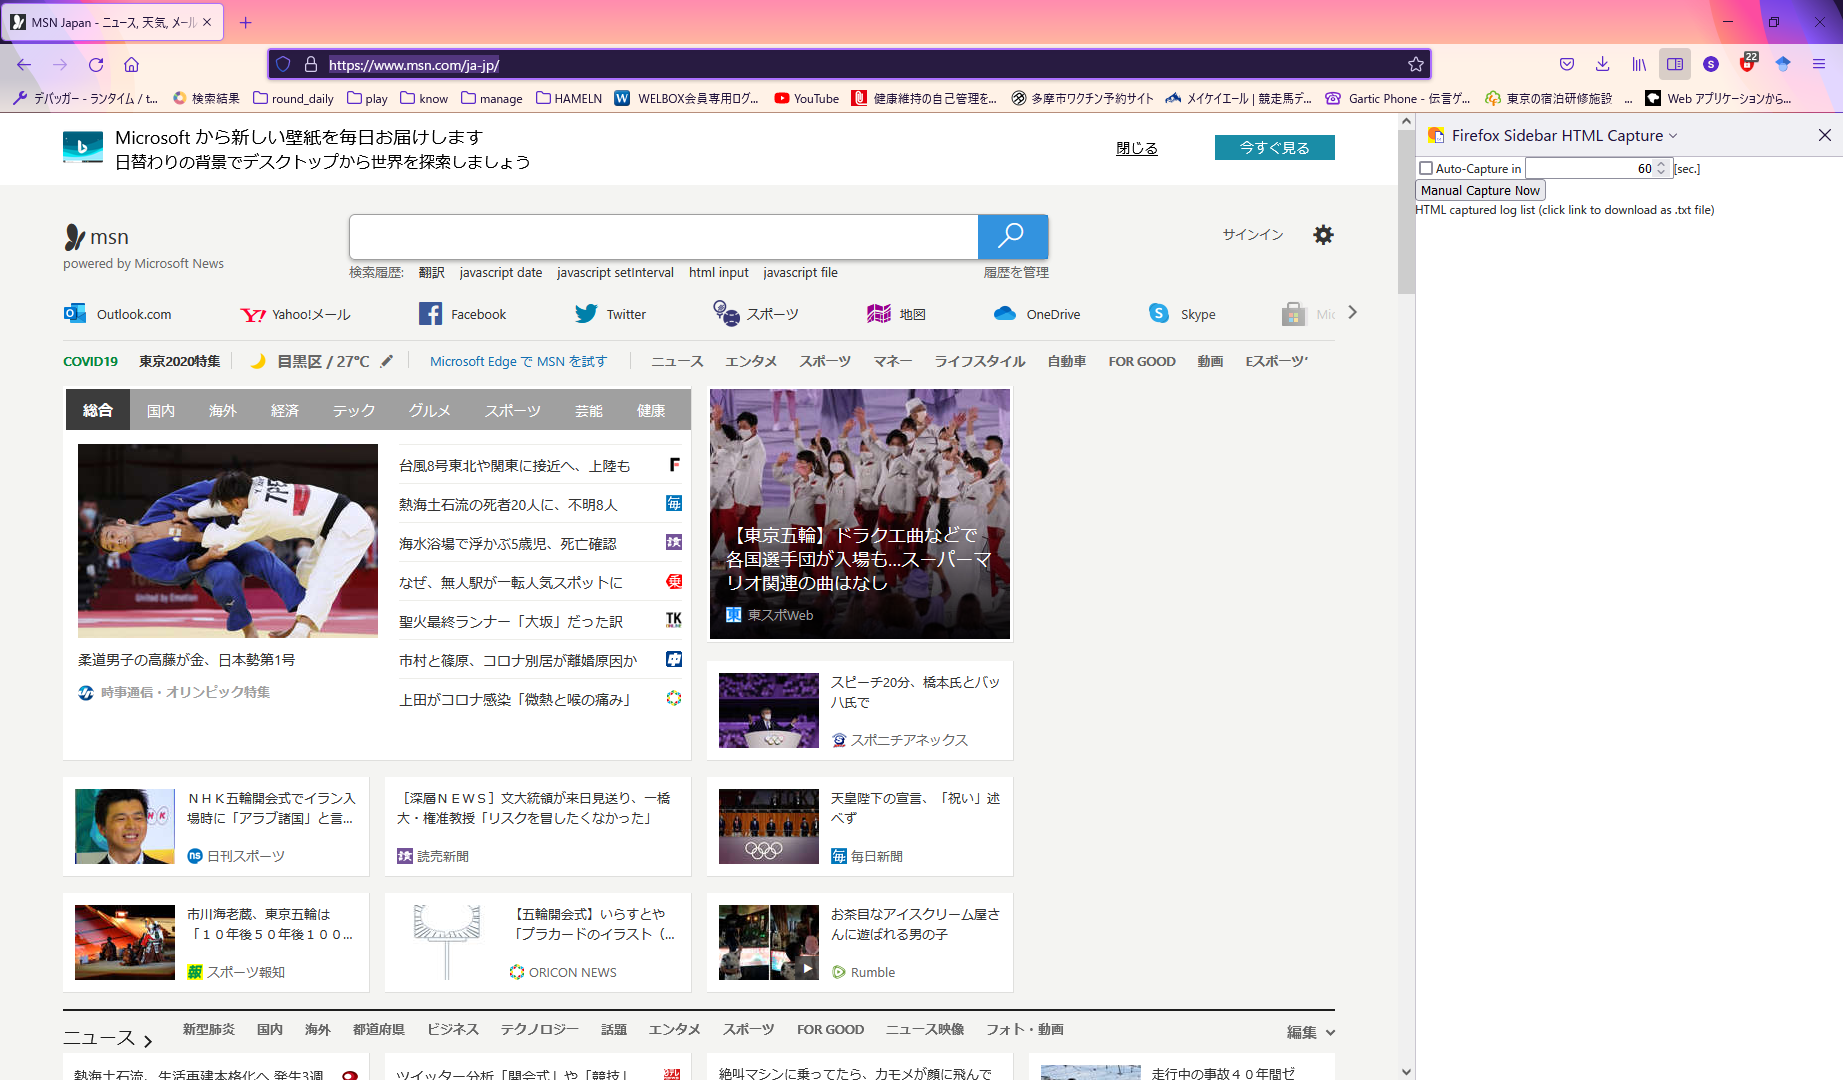 MSN Japan - ニュース, 天気, メール
https://www.msn.com/ja-jp/
22
デバッガー - ランタイム / t...
検索結果
round_daily
play
know
manage
HAMELN
WELBOX会員専用ログ...
YouTube
健康維持の自己管理を...
多摩市ワクチン予約サイト
メイケイエール | 競走馬デ...
Gartic Phone - 伝言ゲ...
東京の宿泊研修施設 ...
Web アプリケーションから...
Microsoft から新しい壁紙を毎日お届けします
日替わりの背景でデスクトップから世界を探索しましょう
閉じる
今すぐ見る
msn
powered by Microsoft News
サインイン
検索履歴:
翻訳
javascript date
javascript setInterval
html input
javascript file
履歴を管理
Outlook.com
Yahoo!メール
Facebook
Twitter
スポーツ
地図
OneDrive
Skype
Mic
COVID19
東京2020特集
目黒区 / 27℃
Microsoft Edge で MSN を試す
ニュース
エンタメ
スポーツ
マネー
ライフスタイル
自動車
FOR GOOD
動画
Eスポーツ
総合
国内
海外
経済
テック
グルメ
スポーツ
芸能
健康
台風8号東北や関東に接近へ、上陸も
熱海土石流の死者20人に、不明8人
海水浴場で浮かぶ5歳児、死亡確認
なぜ、無人駅が一転人気スポットに
聖火最終ランナー「大坂」だった訳
市村と篠原、コロナ別居が離婚原因か
上田がコロナ感染「微熱と喉の痛み」
柔道男子の高藤が金、日本勢第1号
時事通信・オリンピック特集
【東京五輪】ドラクエ曲などで
各国選手団が入場も...スーパーマ
リオ関連の曲はなし
東スポWeb
スピーチ20分、橋本氏とバッ
ハ氏で
スポニチアネックス
ＮＨＫ五輪開会式でイラン入
場時に「アラブ諸国」と言...
日刊スポーツ
［深層ＮＥＷＳ］文大統領が来日見送り、一橋
大・権准教授「リスクを冒したくなかった」
読売新聞
天皇陛下の宣言、「祝い」述
べず
毎日新聞
市川海老蔵、東京五輪は
「１０年後５０年後１００...
スポーツ報知
【五輪開会式】いらすとや
「プラカードのイラスト（...
ORICON NEWS
お茶目なアイスクリーム屋さ
んに遊ばれる男の子
Rumble
ニュース
新型肺炎
国内
海外
都道府県
ビジネス
テクノロジー
話題
エンタメ
スポーツ
FOR GOOD
ニュース映像
フォト・動画
編集
熱海土石流、生活再建本格化へ 発生3週
ツイッター分析「開会式」や「競技」
絶叫マシンに乗ってたら、カモメが顔に飛んで
走行中の事故４０年間ゼ
Firefox Sidebar HTML Capture
Auto-Capture in
60
[sec.]
Manual Capture Now
HTML captured log list (click link to download as .txt file)